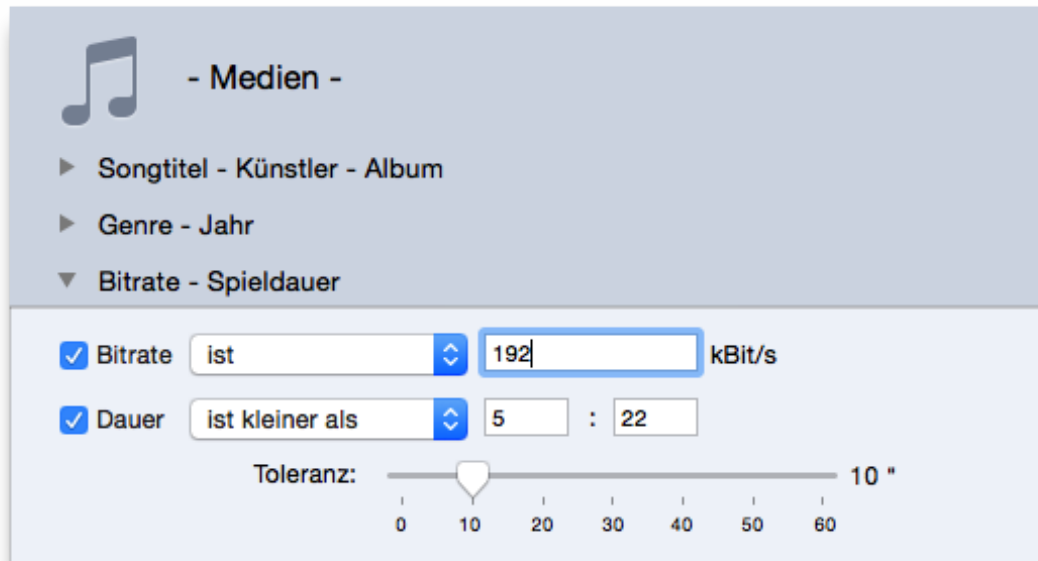 - Medien -
Songtitel - Künstler - Album
Genre - Jahr
Bitrate - Spieldauer
Bitrate ist 192 kBit/s
Dauer ist kleiner als 5 : 22
Toleranz: 10 "
0 10 20 30 40 50 60